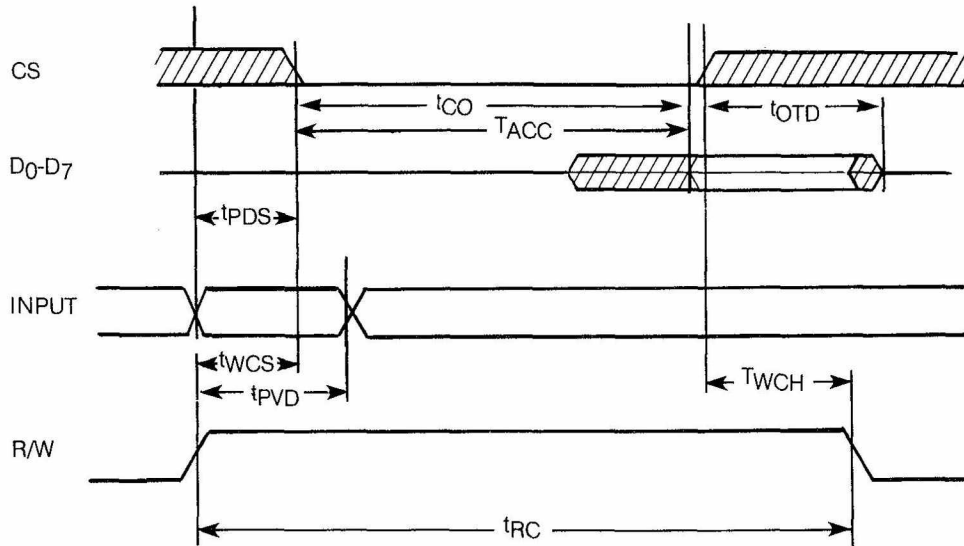 CS
tCO
tOTD
TACC
D0-D7
tPDS
INPUT
tWCS
TWCH
tPVD
R/W
tRC